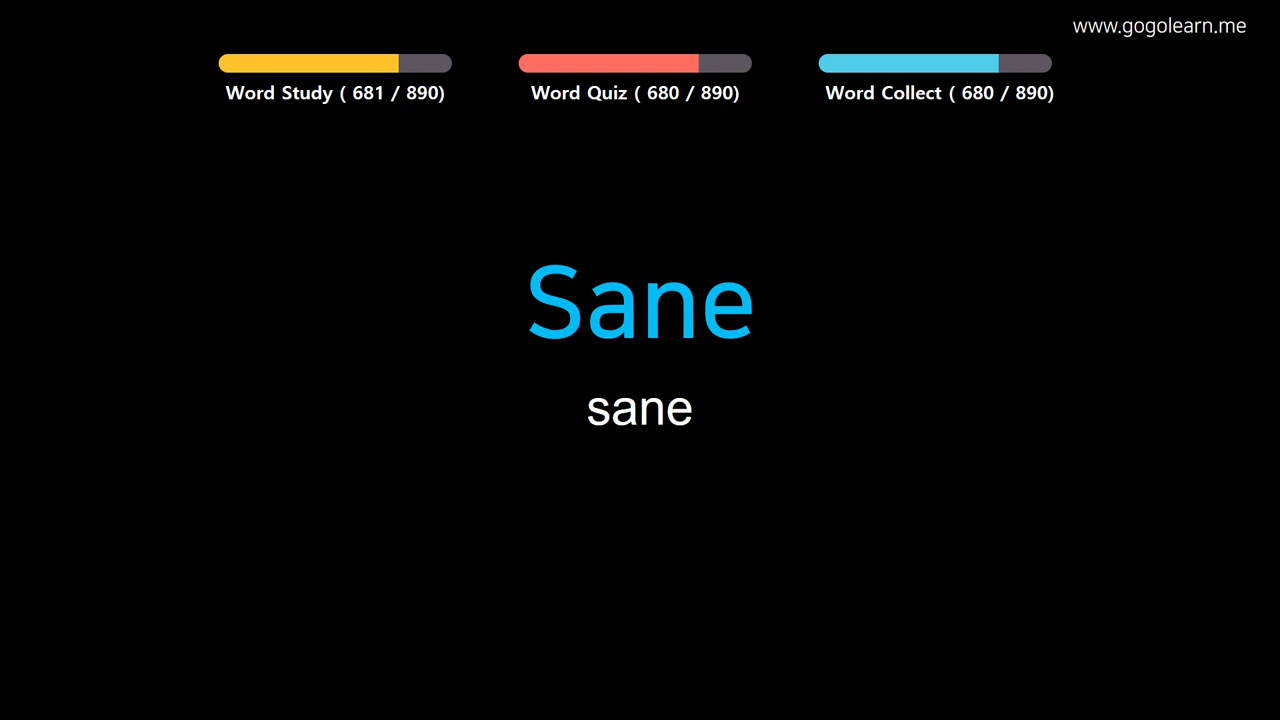 www.gogolearn.me
Word Study ( 681 / 890)
Word Quiz ( 680 / 890)
Word Collect ( 680 / 890)
Sane
sane